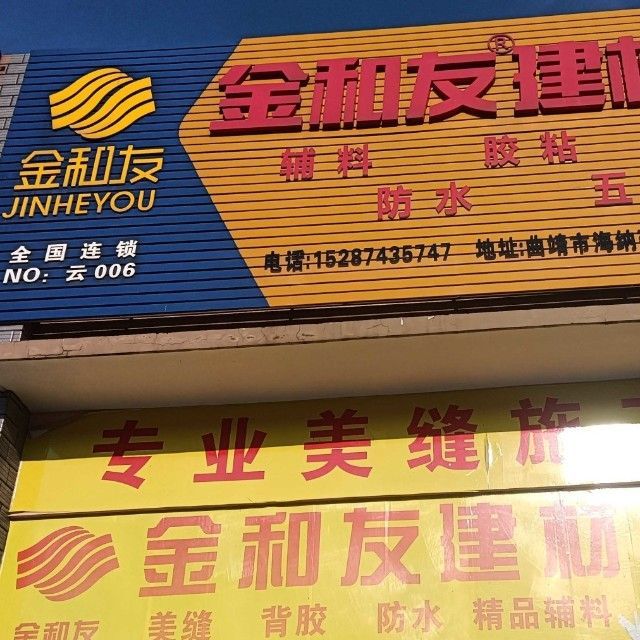 金和友®建材
金和友
JINHEYOU
辅料 胶粘
防水 五
全国连锁
NO：云006
电话:15287435747 地址:曲靖市海纳
专业美缝施工
金和友建材
金和友 美缝 背胶 防水 精品辅料